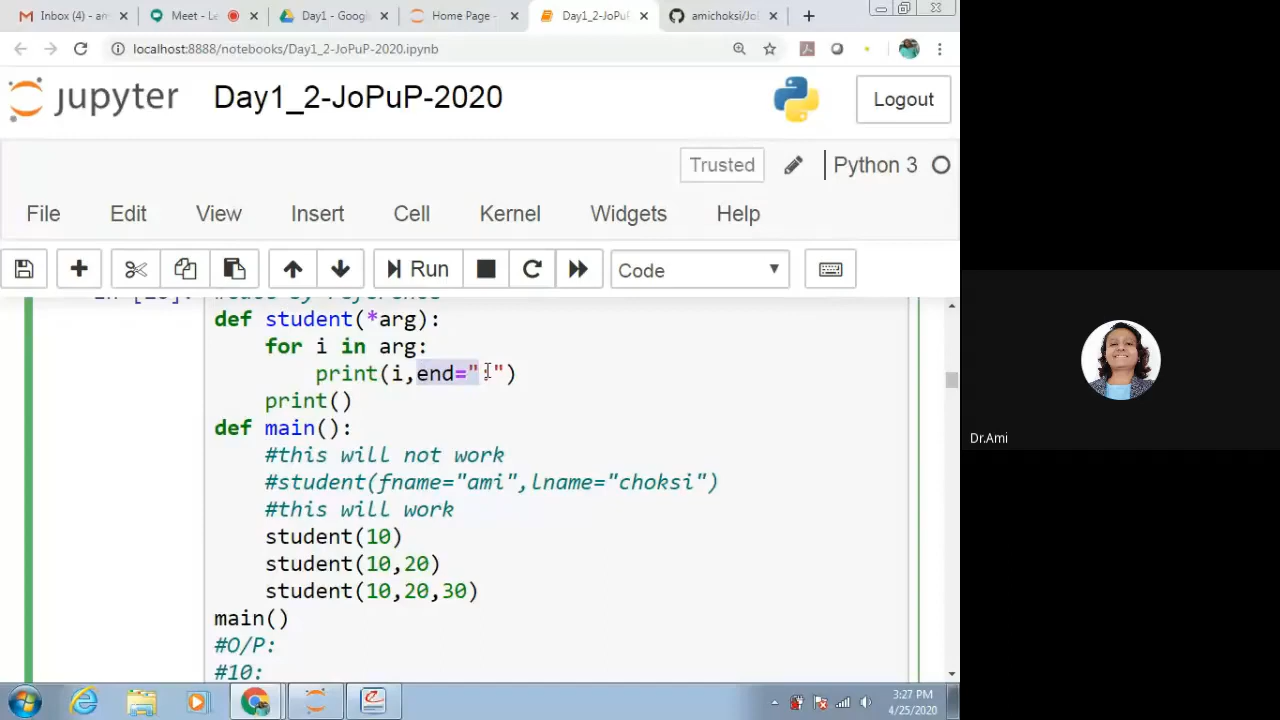 Inbox (4) - am
Meet - Le
Day1 - Googl
Home Page -
Day1_2-JoPuP
amichoksi/Jol
localhost:8888/notebooks/Day1_2-JoPuP-2020.ipynb
jupyter
Day1_2-JoPuP-2020
Logout
Trusted
Python 3
File
Edit
View
Insert
Cell
Kernel
Widgets
Help
Run
Code
def student(*arg):
for i in arg:
print(i,end=":")
print()
def main():
#this will not work
#student(fname="ami",lname="choksi")
#this will work
student(10)
student(10,20)
student(10,20,30)
main()
#O/P:
#10:
Dr.Ami
3:27 PM
4/25/2020